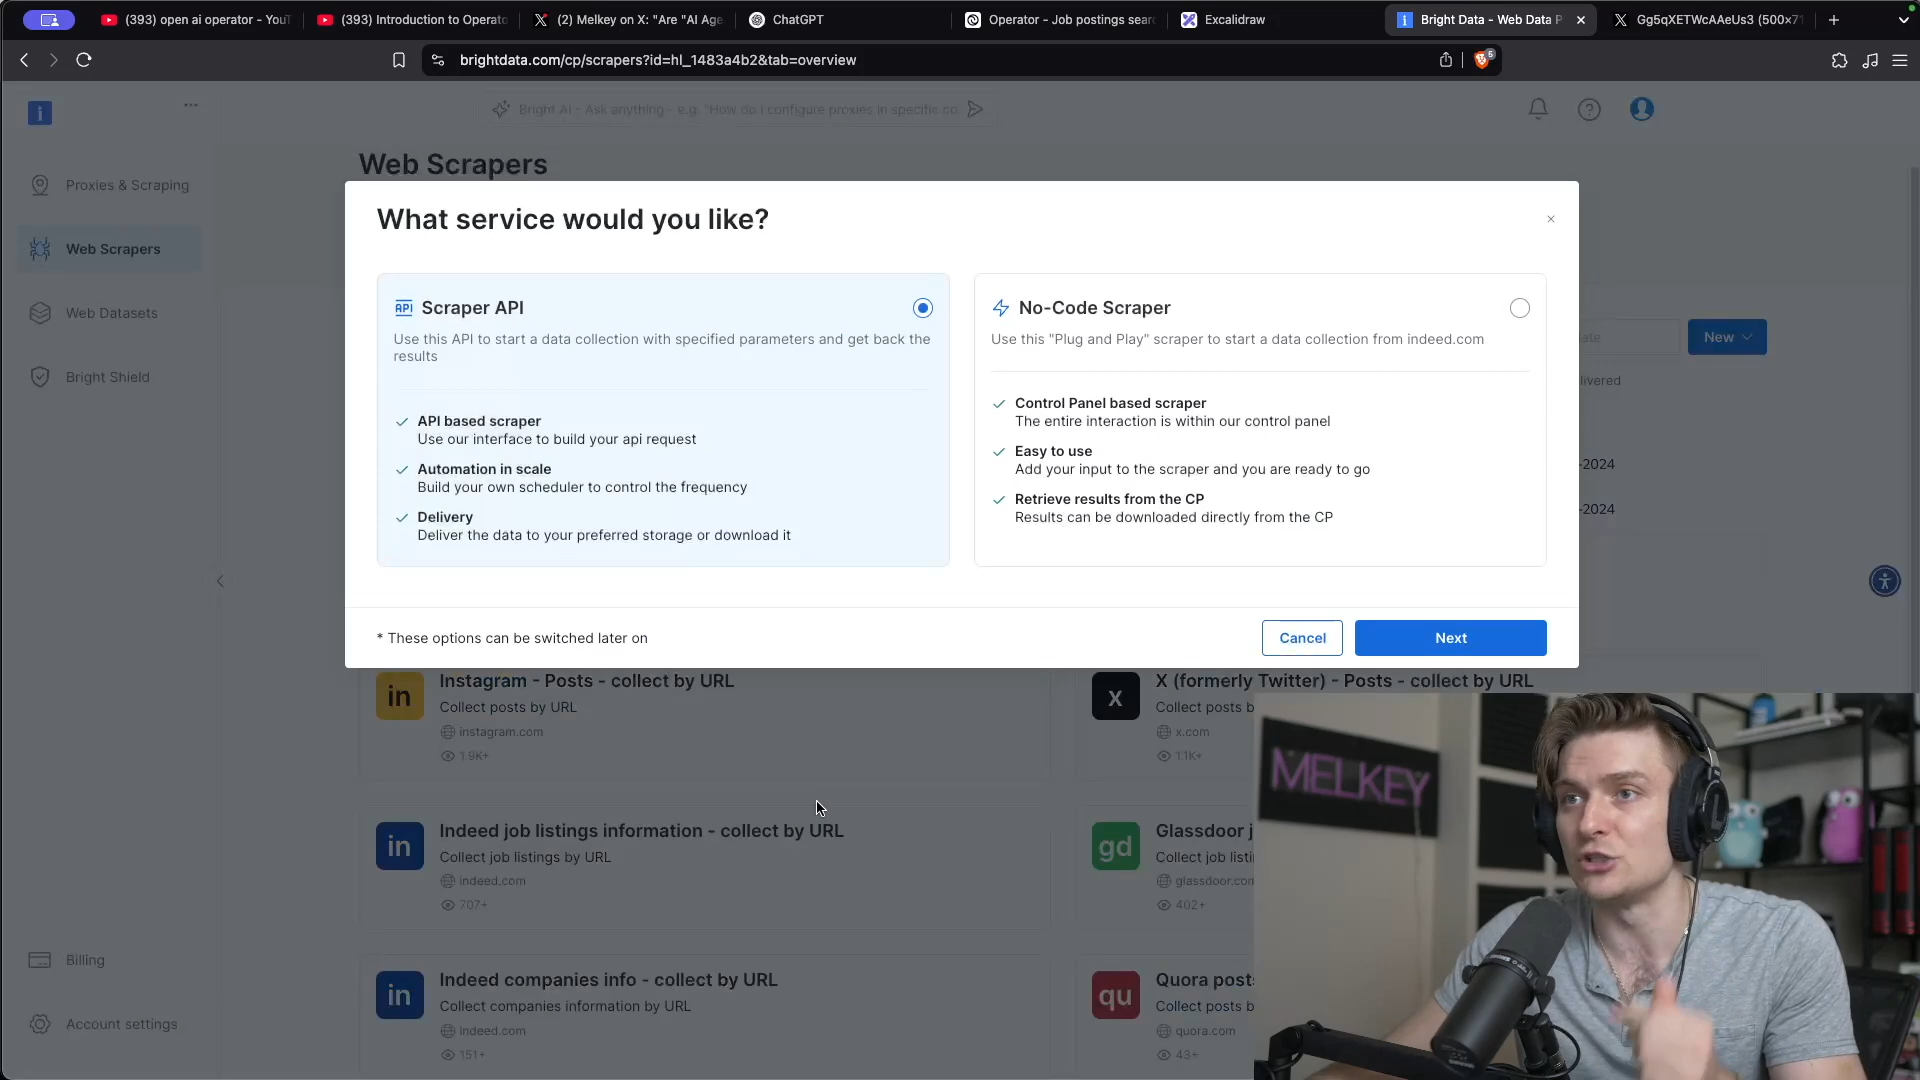 (393) open ai operator - YouT
(393) Introduction to Operato
(2) Melkey on X: "Are "AI Age
ChatGPT
Operator - Job postings sear
Excalidraw
Bright Data - Web Data P
Gg5qXETWcAAeUs3 (500×71
brightdata.com/cp/scrapers?id=hl_1483a4b2&tab=overview
5
Bright AI - Ask anything - e.g. "How do I configure proxies in specific co
Web Scrapers
Proxies & Scraping
Web Scrapers
Web Datasets
Bright Shield
Billing
Account settings
What service would you like?
API Scraper API
Use this API to start a data collection with specified parameters and get back the
results
API based scraper
Use our interface to build your api request
Automation in scale
Build your own scheduler to control the frequency
Delivery
Deliver the data to your preferred storage or download it
No-Code Scraper
Use this "Plug and Play" scraper to start a data collection from indeed.com
Control Panel based scraper
The entire interaction is within our control panel
Easy to use
Add your input to the scraper and you are ready to go
Retrieve results from the CP
Results can be downloaded directly from the CP
* These options can be switched later on
Cancel
Next
New
livered
-2024
-2024
in
Instagram - Posts - collect by URL
Collect posts by URL
instagram.com
1.9K+
X
X (formerly Twitter) - Posts - collect by URL
Collect posts b
x.com
1.1K+
in
Indeed job listings information - collect by URL
Collect job listings by URL
indeed.com
707+
gd
Glassdoor j
Collect job listi
glassdoor.com
402+
in
Indeed companies info - collect by URL
Collect companies information by URL
indeed.com
151+
qu
Quora posts
Collect posts b
quora.com
43+
MELKEY